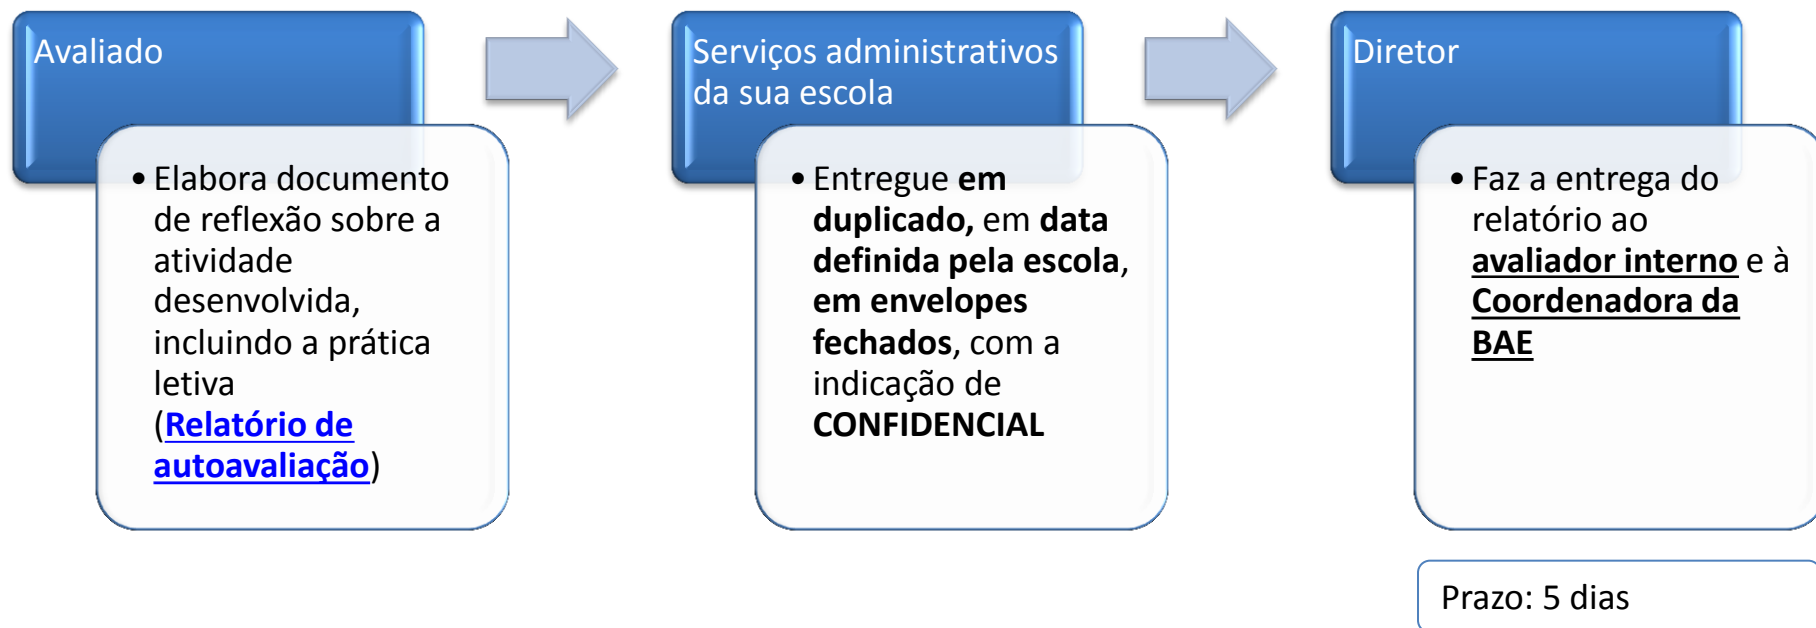 Avaliado
• Elabora documento
de reflexão sobre a
atividade
desenvolvida,
incluindo a prática
letiva
(Relatório de
autoavaliação)
Serviços administrativos
da sua escola
• Entregue em
duplicado, em data
definida pela escola,
em envelopes
fechados, com a
indicação de
CONFIDENCIAL
Diretor
• Faz a entrega do
relatório ao
avaliador interno e à
Coordenadora da
BAE
Prazo: 5 dias